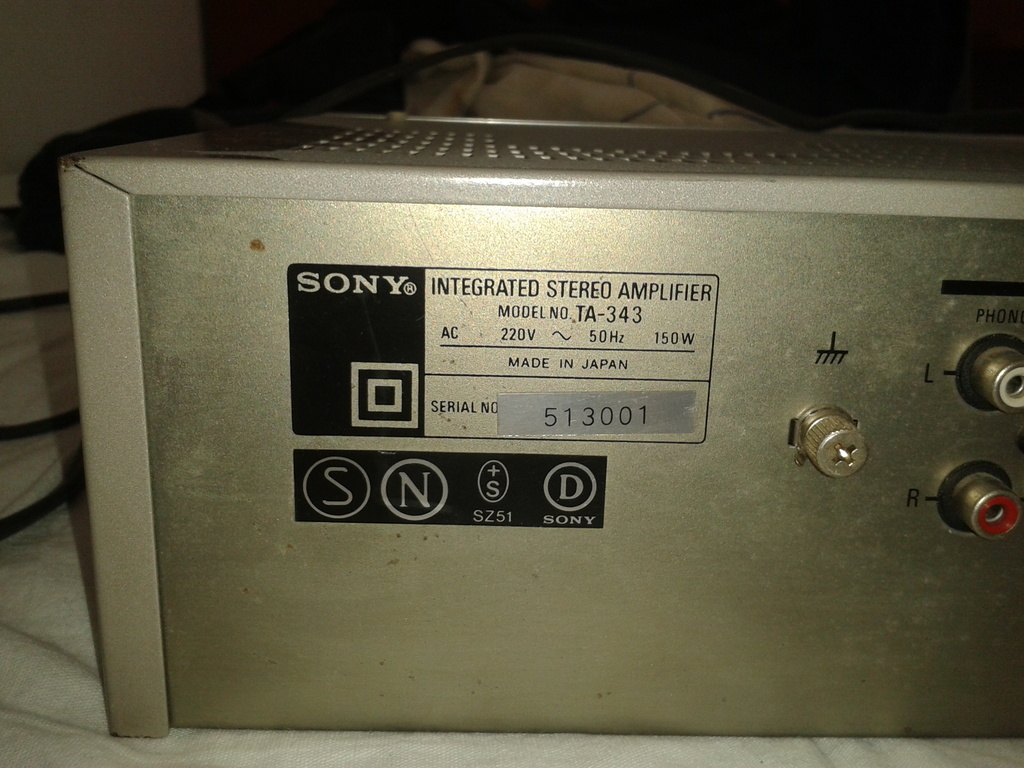 SONY®
INTEGRATED STEREO AMPLIFIER
MODEL NO. TA-343
AC 220V ~ 50Hz 150W
MADE IN JAPAN
SERIAL NO
513001
S N +S D
SZ51 SONY
L
R